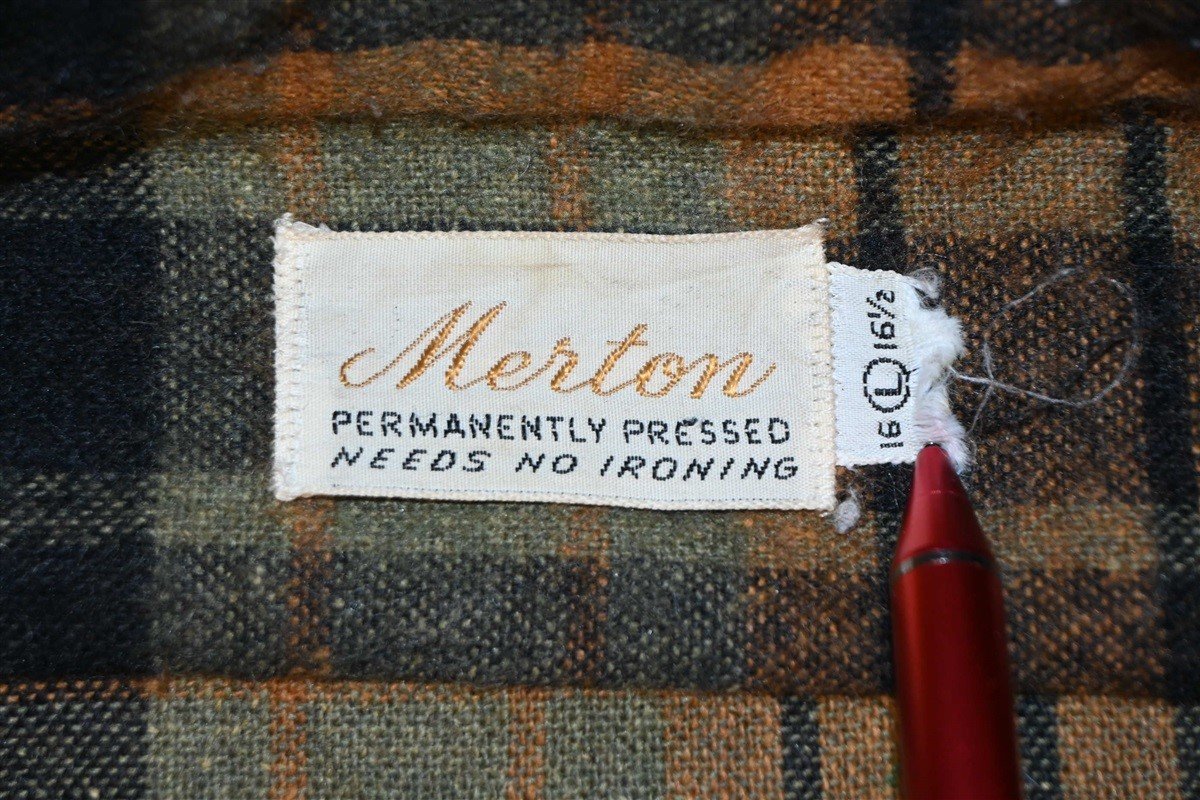 Merton
PERMANENTLY PRESSED
NEEDS NO IRONING
16 L 16½